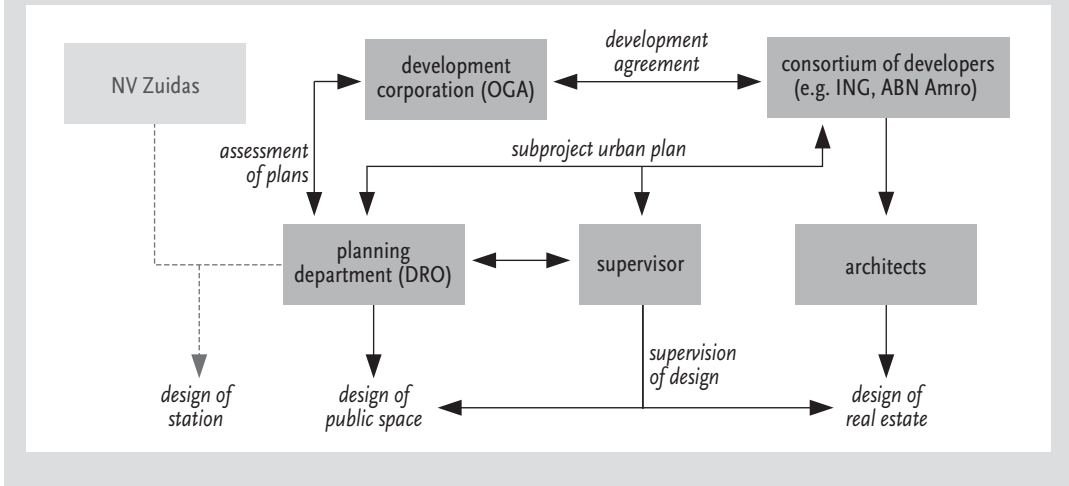 NV Zuidas
development
corporation (OGA)
development
agreement
consortium of developers
(e.g. ING, ABN Amro)
assessment
of plans
subproject urban plan
planning
department (DRO)
supervisor
architects
supervision
of design
design of
station
design of
public space
design of
real estate